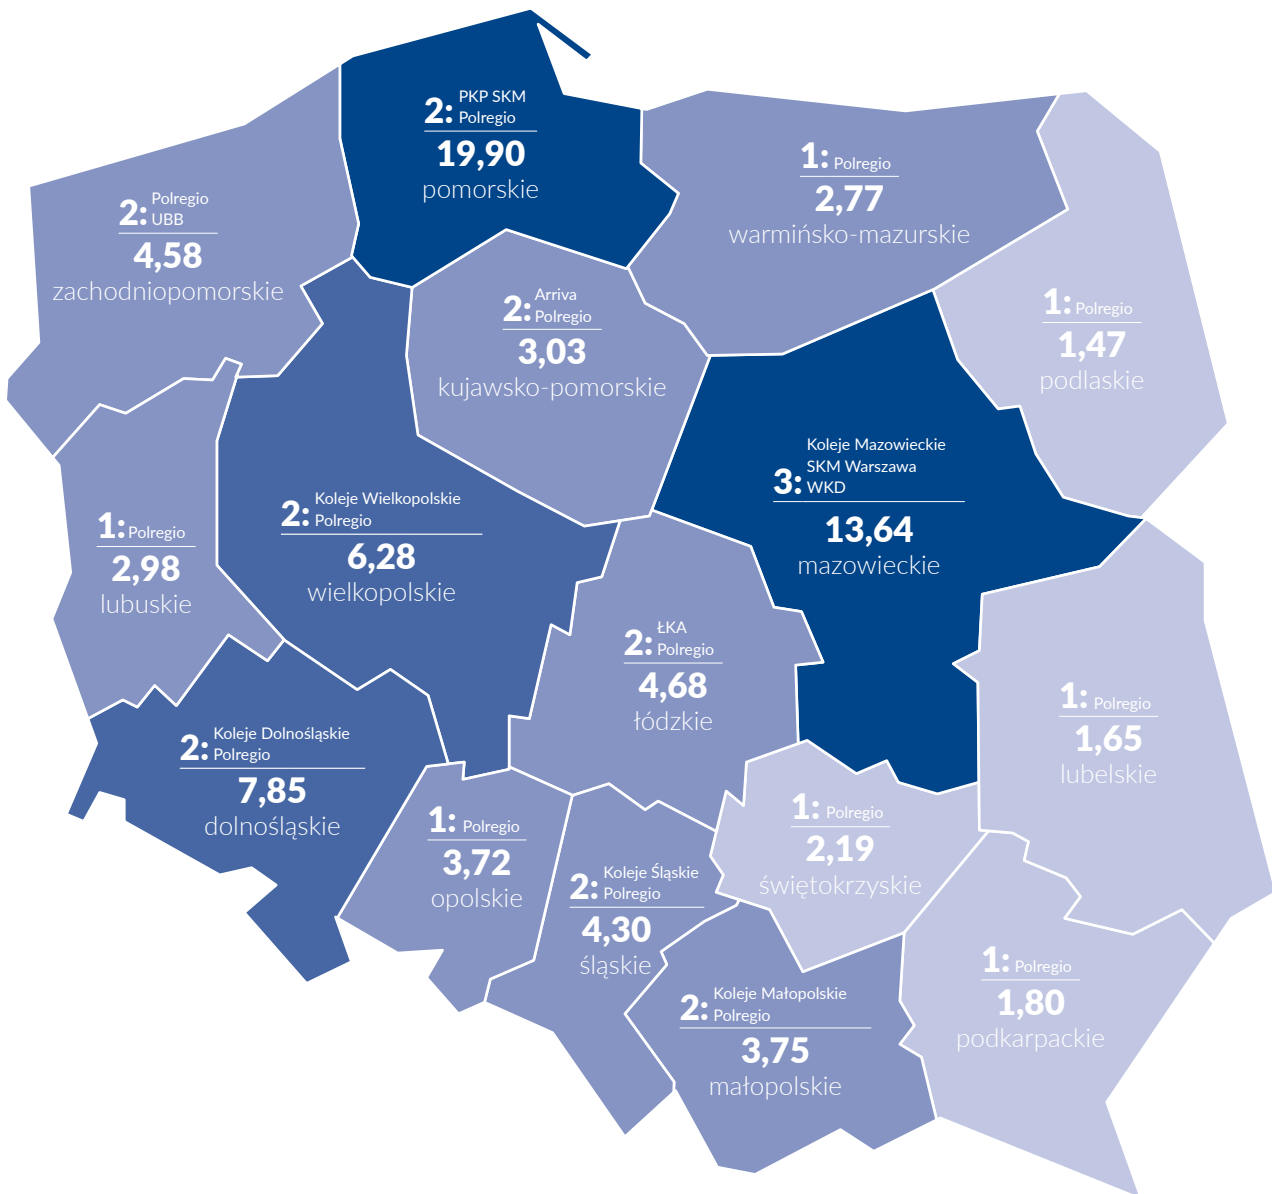 2: PKP SKM
Polregio
19,90
pomorskie
1: Polregio
2,77
warmińsko-mazurskie
2: Polregio
UBB
4,58
zachodniopomorskie
2: Arriva
Polregio
3,03
kujawsko-pomorskie
1: Polregio
1,47
podlaskie
Koleje Mazowieckie
SKM Warszawa
3: WKD
13,64
mazowieckie
2: Koleje Wielkopolskie
Polregio
6,28
wielkopolskie
1: Polregio
2,98
lubuskie
2: ŁKA
Polregio
4,68
łódzkie
1: Polregio
1,65
lubelskie
2: Koleje Dolnośląskie
Polregio
7,85
dolnośląskie
1: Polregio
3,72
opolskie
1: Polregio
2,19
świętokrzyskie
2: Koleje Śląskie
Polregio
4,30
śląskie
1: Polregio
1,80
podkarpackie
2: Koleje Małopolskie
Polregio
3,75
małopolskie